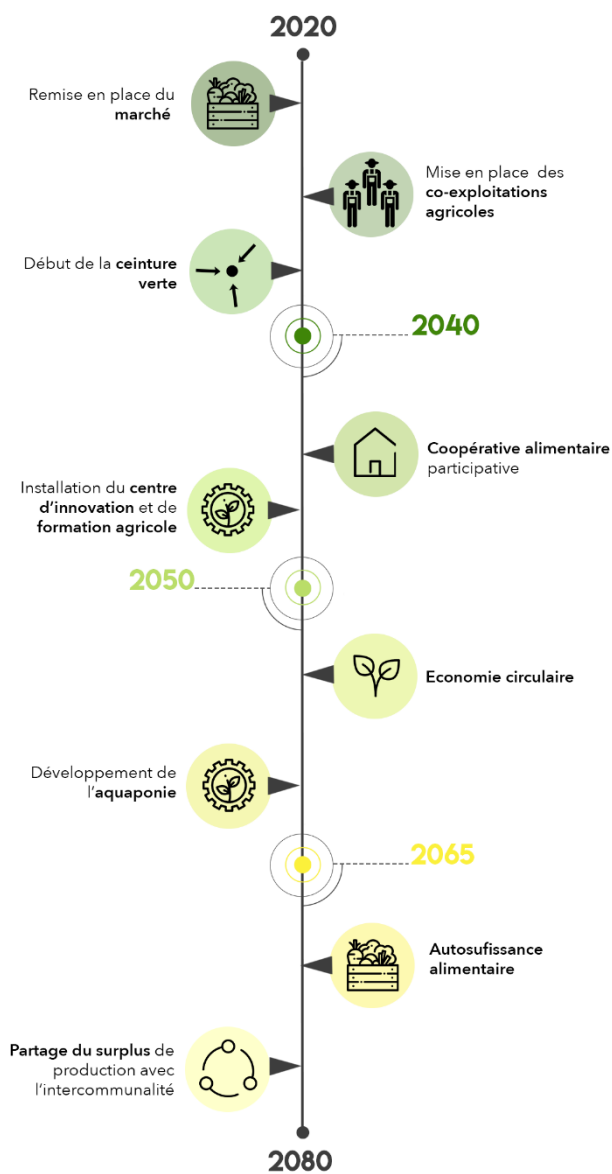 2020
Remise en place du
marché
Mise en place des
co-exploitations
agricoles
Début de la ceinture
verte
2040
Coopérative alimentaire
participative
Installation du centre
d'innovation et de
formation agricole
2050
Economie circulaire
Développement de
l'aquaponie
2065
Autosufissance
alimentaire
Partage du surplus de
production avec
l'intercommunalité
2080